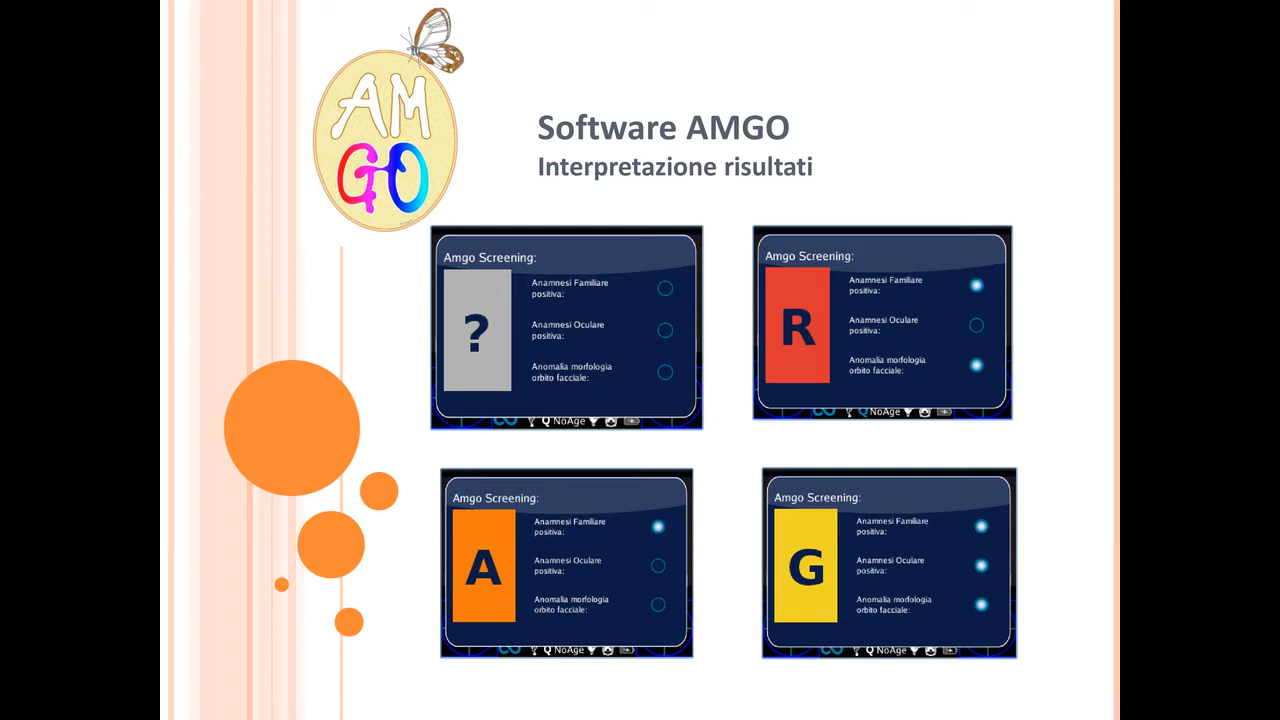 AM
GO
Software AMGO
Interpretazione risultati
Amgo Screening:
?
Anamnesi Familiare
positiva:
Anamnesi Oculare
positiva:
Anomalia morfologia
orbito facciale:
Q NoAge
Amgo Screening:
R
Anamnesi Familiare
positiva:
Anamnesi Oculare
positiva:
Anomalia morfologia
orbito facciale:
Q NoAge
Amgo Screening:
A
Anamnesi Familiare
positiva:
Anamnesi Oculare
positiva:
Anomalia morfologia
orbito facciale:
Q NoAge
Amgo Screening:
G
Anamnesi Familiare
positiva:
Anamnesi Oculare
positiva:
Anomalia morfologia
orbito facciale:
Q NoAge